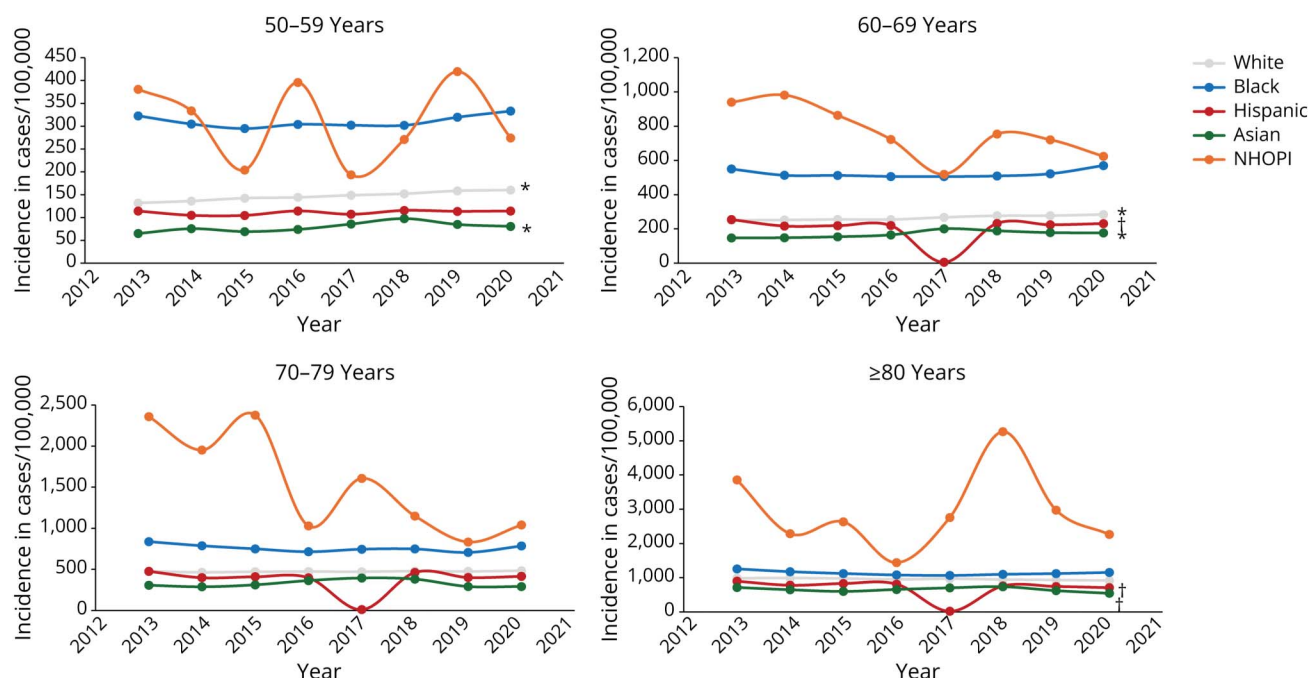 50–59 Years
Incidence in cases/100,000
450
400
350
300
250
200
150
100
50
0
2012 2013 2014 2015 2016 2017 2018 2019 2020 2021
Year
*
*
60–69 Years
Incidence in cases/100,000
1,200
1,000
800
600
400
200
0
2012 2013 2014 2015 2016 2017 2018 2019 2020 2021
Year
*
‡
*
White
Black
Hispanic
Asian
NHOPI
70–79 Years
Incidence in cases/100,000
2,500
2,000
1,500
1,000
500
0
2012 2013 2014 2015 2016 2017 2018 2019 2020 2021
Year
≥80 Years
Incidence in cases/100,000
6,000
5,000
4,000
3,000
2,000
1,000
0
2012 2013 2014 2015 2016 2017 2018 2019 2020 2021
Year
†
†